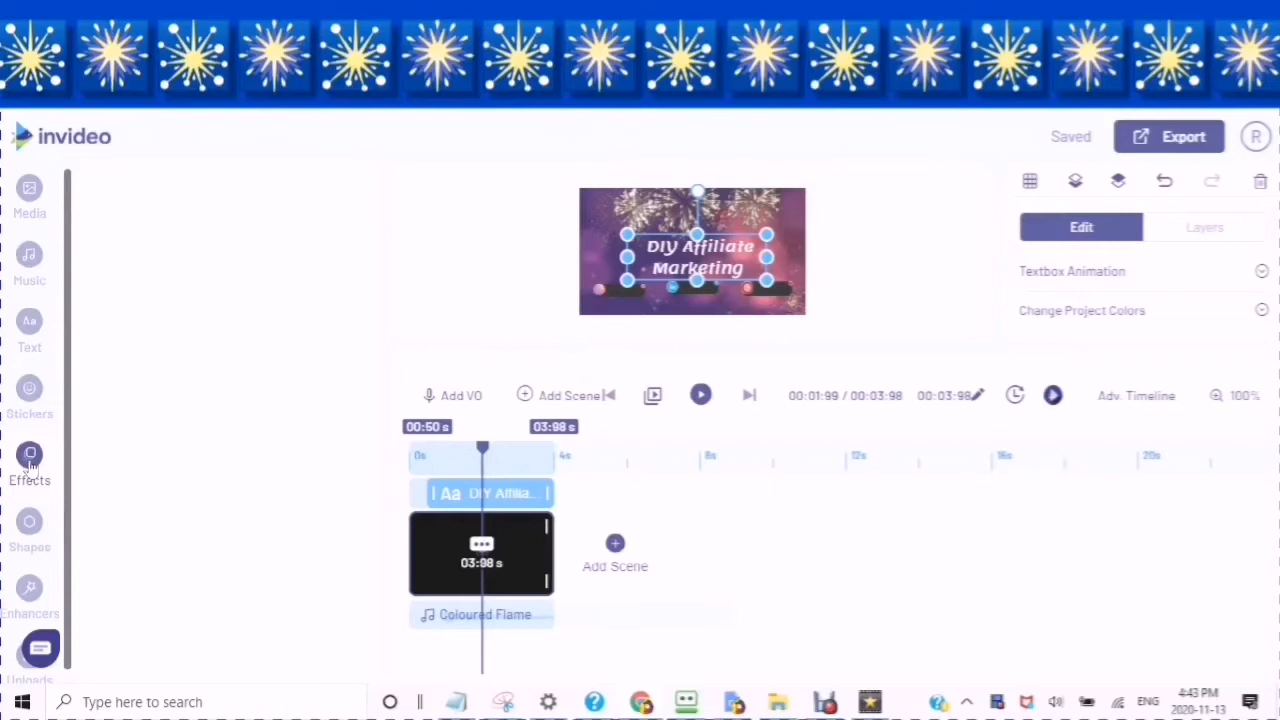 invideo
Saved
Export
R
Media
Music
Aa
Text
Stickers
Effects
Shapes
Enhancers
Uploads
DIY Affiliate
Marketing
Edit
Layers
Textbox Animation
Change Project Colors
Add VO
Add Scene
00:01:99 / 00:03:98
00:03:98
Adv. Timeline
100%
00:50 s
03:98 s
0s
4s
8s
12s
16s
20s
Aa DIY Affilia...
03:98 s
Add Scene
Coloured Flame
Type here to search
ENG
4:43 PM
2020-11-13